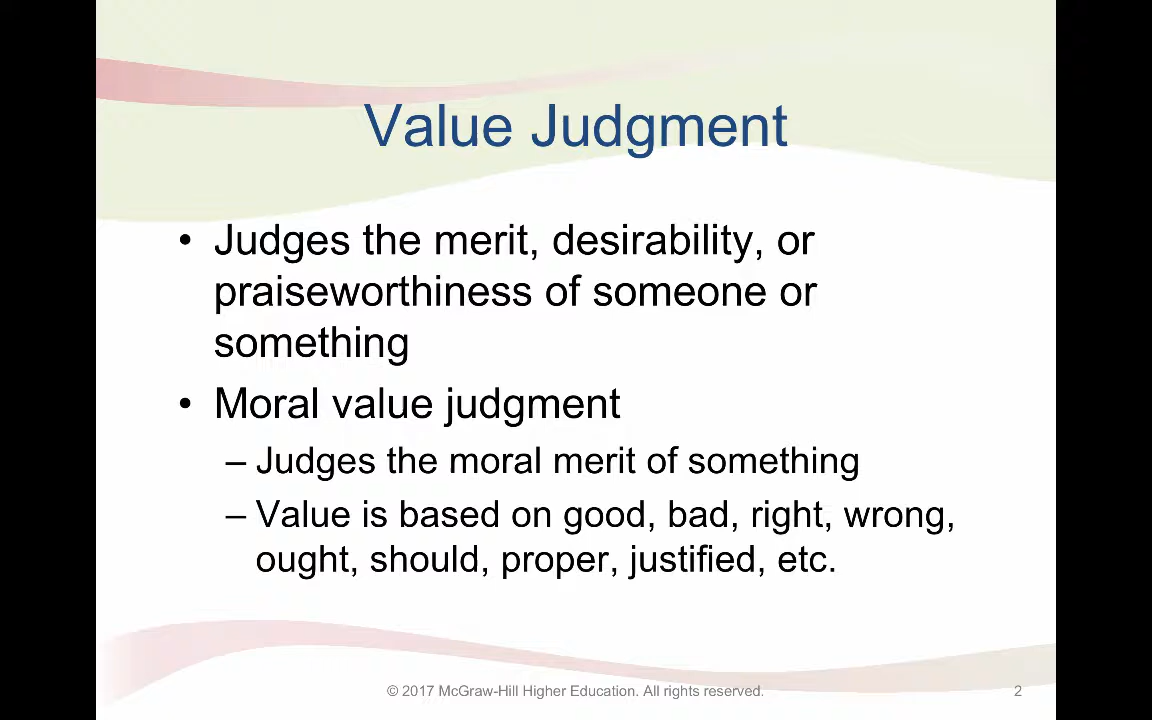 Value Judgment
• Judges the merit, desirability, or
praiseworthiness of someone or
something
• Moral value judgment
– Judges the moral merit of something
– Value is based on good, bad, right, wrong,
ought, should, proper, justified, etc.
© 2017 McGraw-Hill Higher Education. All rights reserved.
2